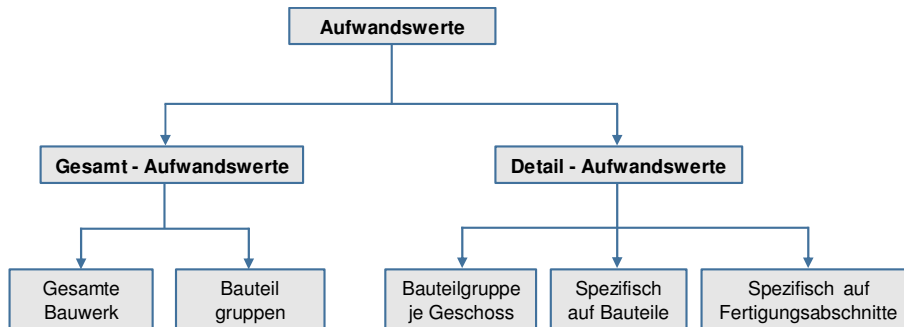 Aufwandswerte
Gesamt - Aufwandswerte
Detail - Aufwandswerte
Gesamte
Bauwerk
Bauteil
gruppen
Bauteilgruppe
je Geschoss
Spezifisch
auf Bauteile
Spezifisch auf
Fertigungsabschnitte